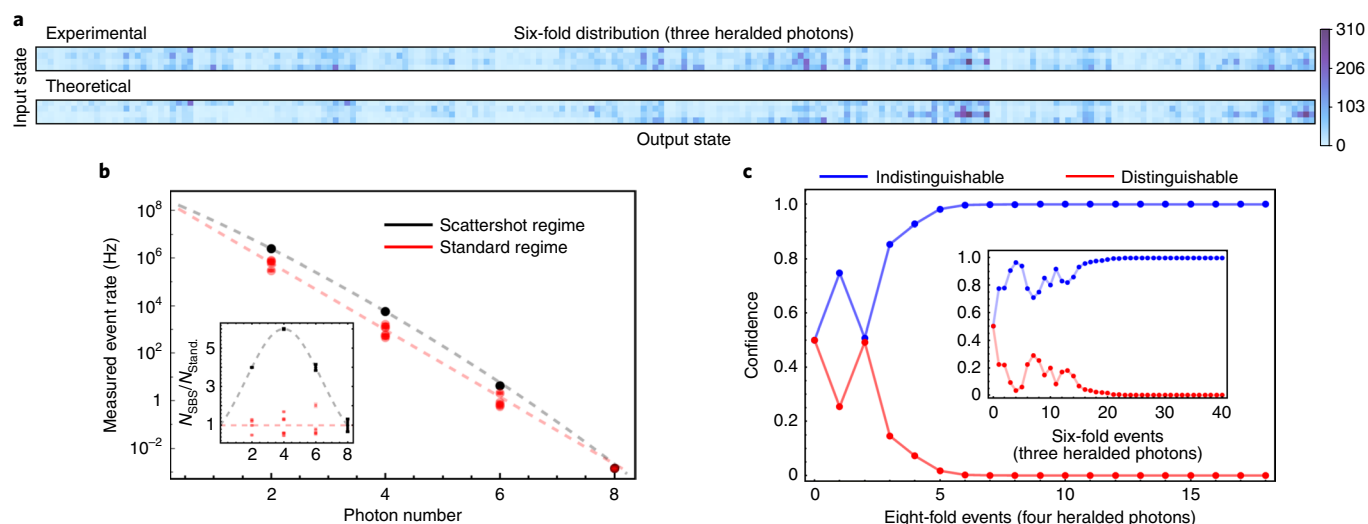 a
Experimental
Six-fold distribution (three heralded photons)
Input state
Theoretical
Output state
310
206
103
0
b
Scattershot regime
Standard regime
Measured event rate (Hz)
10^8
10^6
10^4
10^2
1
10^−2
N_SBS/N_Stand.
5
3
1
2 4 6 8
2 4 6 8
Photon number
c
Indistinguishable
Distinguishable
Confidence
1.0
0.8
0.6
0.4
0.2
0
0 5 10 15
Eight-fold events (four heralded photons)
1.0
0.8
0.6
0.4
0.2
0
0 10 20 30 40
Six-fold events
(three heralded photons)